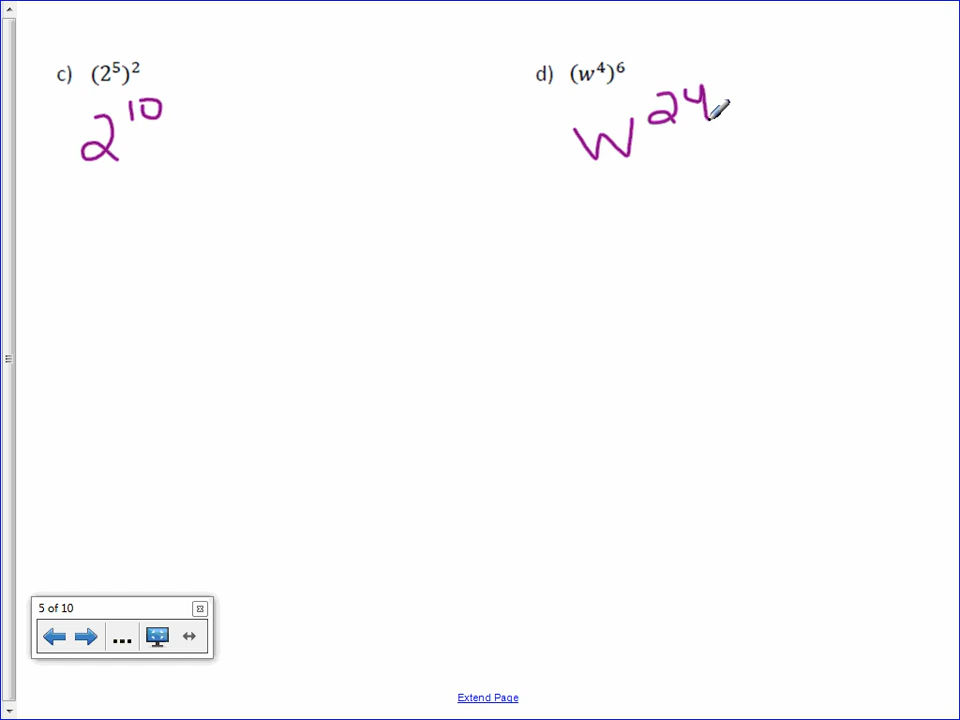 c) (2⁵)² d) (w⁴)⁶
2¹⁰ W²⁴
5 of 10
...
Extend Page